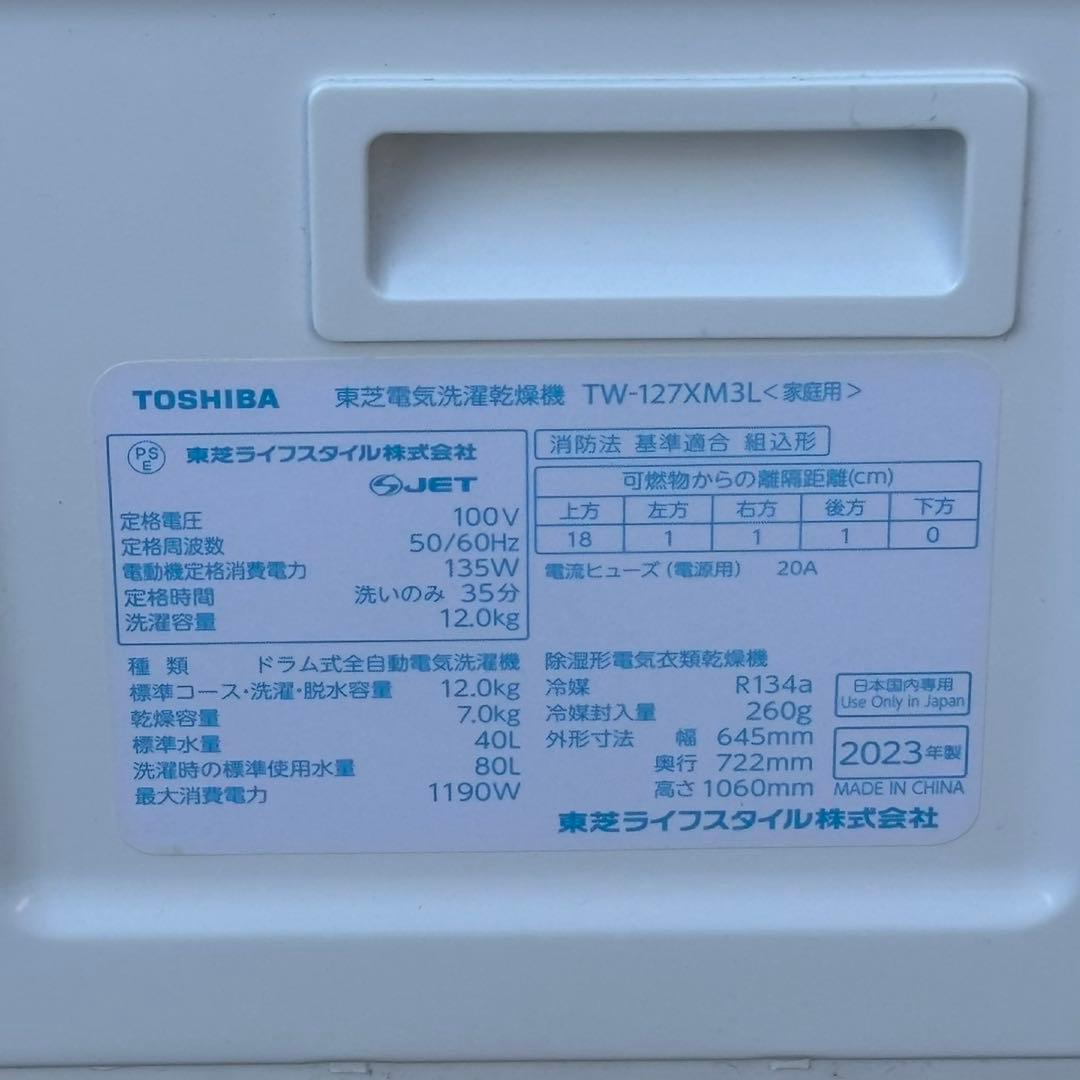 TOSHIBA 東芝電気洗濯乾燥機 TW-127XM3L<家庭用>
PS
E
東芝ライフスタイル株式会社
SJET
定格電圧 100V
定格周波数 50/60Hz
電動機定格消費電力 135W
定格時間 洗いのみ 35分
洗濯容量 12.0kg
消防法 基準適合 組込形
可燃物からの離隔距離(cm)
上方 左方 右方 後方 下方
18 1 1 1 0
電流ヒューズ(電源用) 20A
種類 ドラム式全自動電気洗濯機
標準コース・洗濯・脱水容量 12.0kg
乾燥容量 7.0kg
標準水量 40L
洗濯時の標準使用水量 80L
最大消費電力 1190W
除湿形電気衣類乾燥機
冷媒 R134a
冷媒封入量 260g
外形寸法 幅 645mm
奥行 722mm
高さ 1060mm
日本国内専用
Use Only in Japan
2023年製
MADE IN CHINA
東芝ライフスタイル株式会社